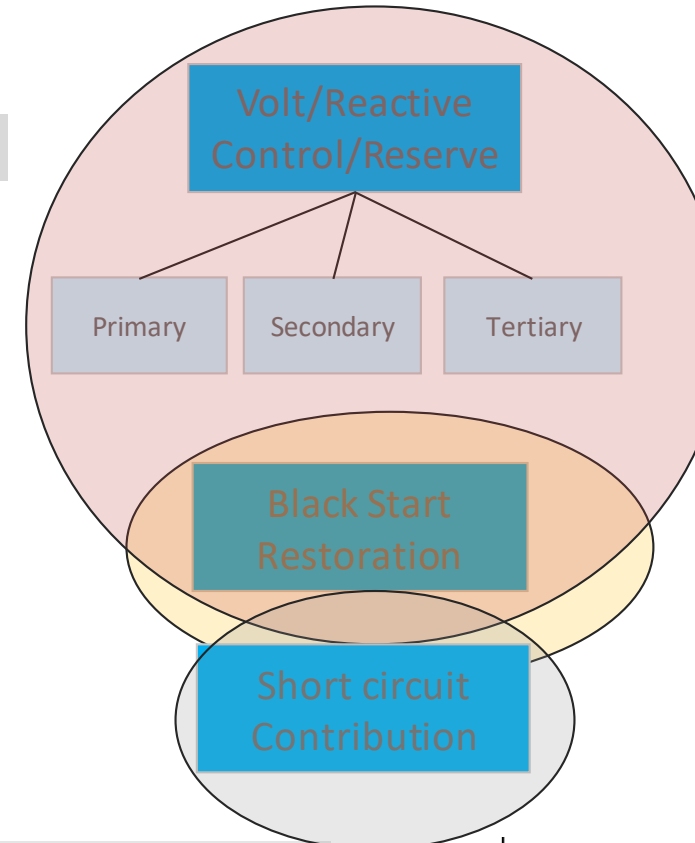 Volt/Reactive
Control/Reserve
Primary
Secondary
Tertiary
Black Start
Restoration
Short circuit
Contribution